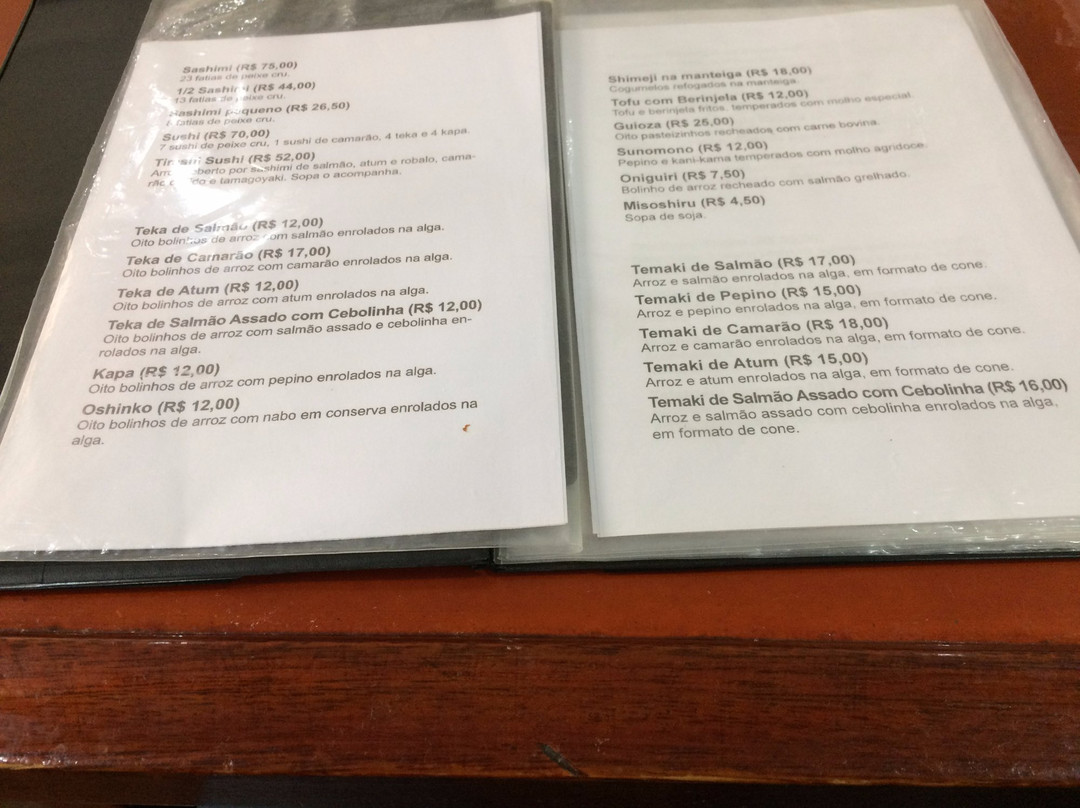 Sashimi (R$ 75,00)
23 fatias de peixe cru.
1/2 Sashimi (R$ 44,00)
13 fatias de peixe cru.
Sashimi pequeno (R$ 26,50)
fatias de peixe cru.
Sushi (R$ 70,00)
7 sushi de peixe cru, 1 sushi de camarão, 4 teka e 4 kapa.
Sushi (R$ 52,00)
Arroz coberto por sashimi de salmão, atum e robalo, cama-
rão cozido e tamagoyaki. Sopa o acompanha.
Teka de Salmão (R$ 12,00)
Oito bolinhos de arroz com salmão enrolados na alga.
Teka de Camarão (R$ 17,00)
Oito bolinhos de arroz com camarão enrolados na alga.
Teka de Atum (R$ 12,00)
Oito bolinhos de arroz com atum enrolados na alga.
Teka de Salmão Assado com Cebolinha (R$ 12,00)
Oito bolinhos de arroz com salmão assado e cebolinha en-
rolados na alga.
Kapa (R$ 12,00)
Oito bolinhos de arroz com pepino enrolados na alga.
Oshinko (R$ 12,00)
Oito bolinhos de arroz com nabo em conserva enrolados na
alga.
Shimeji na manteiga (R$ 18,00)
Cogumelos refogados na manteiga.
Tofu com Berinjela (R$ 12,00)
Tofu e berinjela fritos, temperados com molho especial.
Guioza (R$ 25,00)
Oito pasteizinhos recheados com carne bovina.
Sunomono (R$ 12,00)
Pepino e kani-kama temperados com molho agridoce.
Oniguiri (R$ 7,50)
Bolinho de arroz recheado com salmão grelhado.
Misoshiru (R$ 4,50)
Sopa de soja.
Temaki de Salmão (R$ 17,00)
Arroz e salmão enrolados na alga, em formato de cone.
Temaki de Pepino (R$ 15,00)
Arroz e pepino enrolados na alga, em formato de cone.
Temaki de Camarão (R$ 18,00)
Arroz e camarão enrolados na alga, em formato de cone.
Temaki de Atum (R$ 15,00)
Arroz e atum enrolados na alga, em formato de cone.
Temaki de Salmão Assado com Cebolinha (R$ 16,00)
Arroz e salmão assado com cebolinha enrolados na alga,
em formato de cone.